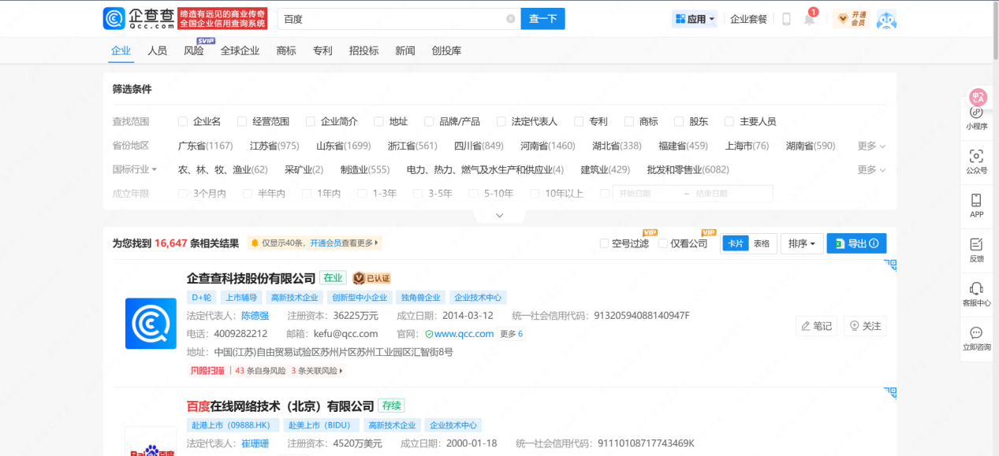 企查查 Qcc.com 缔造有远见的商业传奇 全国企业信用查询系统 百度 查一下 应用 企业套餐 1 开通会员
企业 人员 风险 SVIP 全球企业 商标 专利 招投标 新闻 创投库
筛选条件
查找范围 企业名 经营范围 企业简介 地址 品牌/产品 法定代表人 专利 商标 股东 主要人员
省份地区 广东省(1167) 江苏省(975) 山东省(1699) 浙江省(561) 四川省(849) 河南省(1460) 湖北省(338) 福建省(459) 上海市(76) 湖南省(590) 更多
国标行业 农、林、牧、渔业(62) 采矿业(2) 制造业(555) 电力、热力、燃气及水生产和供应业(4) 建筑业(429) 批发和零售业(6082) 更多
成立年限 3个月内 半年内 1年内 1-3年 3-5年 5-10年 10年以上 开始日期 – 结束日期
为您找到 16,647 条相关结果 仅显示40条，开通会员查看更多 空号过滤 VIP 仅看公司 VIP 卡片 表格 排序 导出
企查查科技股份有限公司 在业 已认证
D+轮 上市辅导 高新技术企业 创新型中小企业 独角兽企业 企业技术中心
法定代表人：陈德强 注册资本：36225万元 成立日期：2014-03-12 统一社会信用代码：91320594088140947F
电话：4009282212 邮箱：kefu@qcc.com 官网：www.qcc.com 更多 6
地址：中国(江苏)自由贸易试验区苏州片区苏州工业园区汇智街8号
风险扫描 43 条自身风险 3 条关联风险
笔记 关注
百度在线网络技术（北京）有限公司 存续
赴港上市（09888.HK） 赴美上市（BIDU） 高新技术企业 企业技术中心
法定代表人：崔珊珊 注册资本：4520万美元 成立日期：2000-01-18 统一社会信用代码：91110108717743469K
Bai 百度
小程序
公众号
APP
反馈
客服中心
立即咨询